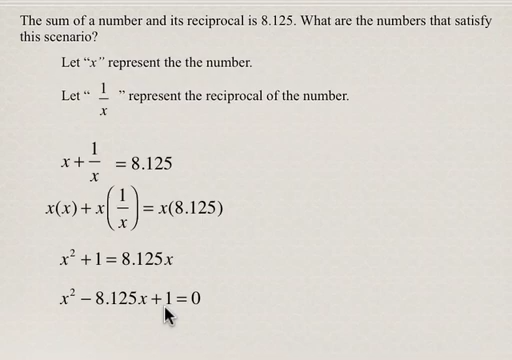 The sum of a number and its reciprocal is 8.125. What are the numbers that satisfy
this scenario?
Let “x” represent the the number.
Let “ 1/x ” represent the reciprocal of the number.
x + 1/x = 8.125
x(x) + x(1/x) = x(8.125)
x² + 1 = 8.125x
x² − 8.125x + 1 = 0